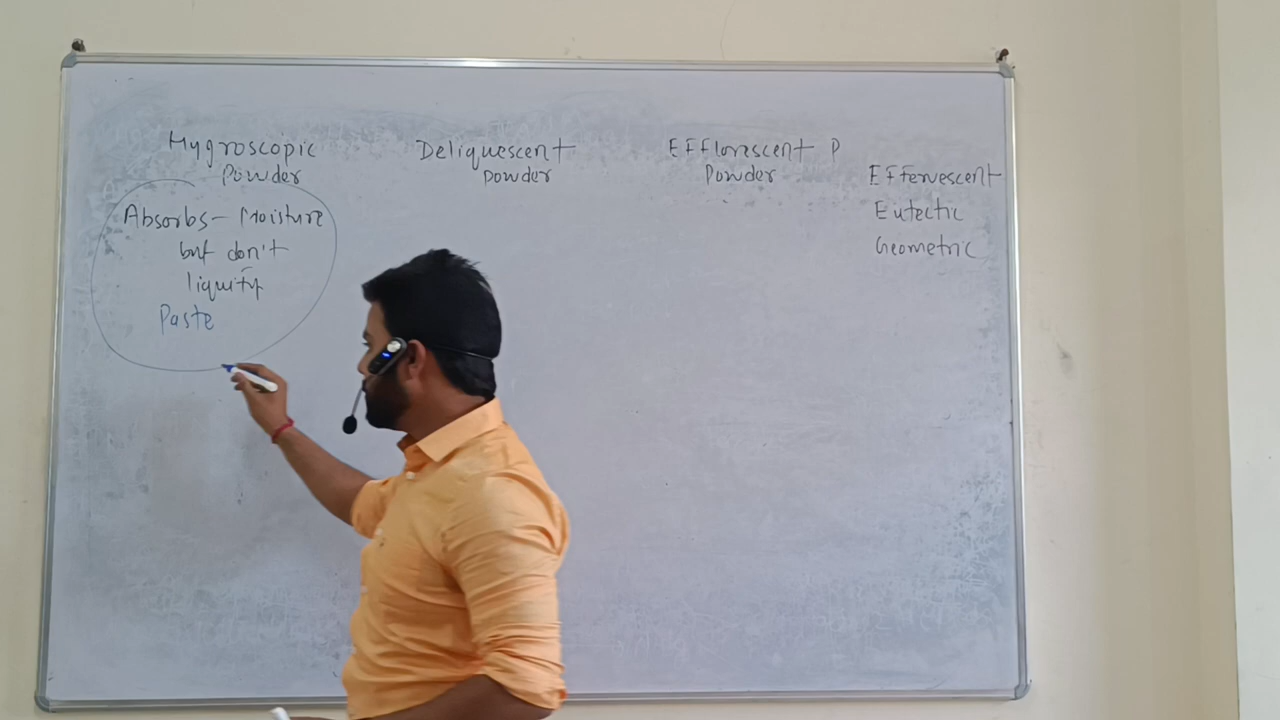 Hygroscopic
Powder
Absorbs - Moisture
but don't
liquify
Paste
Deliquescent
Powder
Efflorescent P
Powder
Effervescent
Eutectic
Geometric